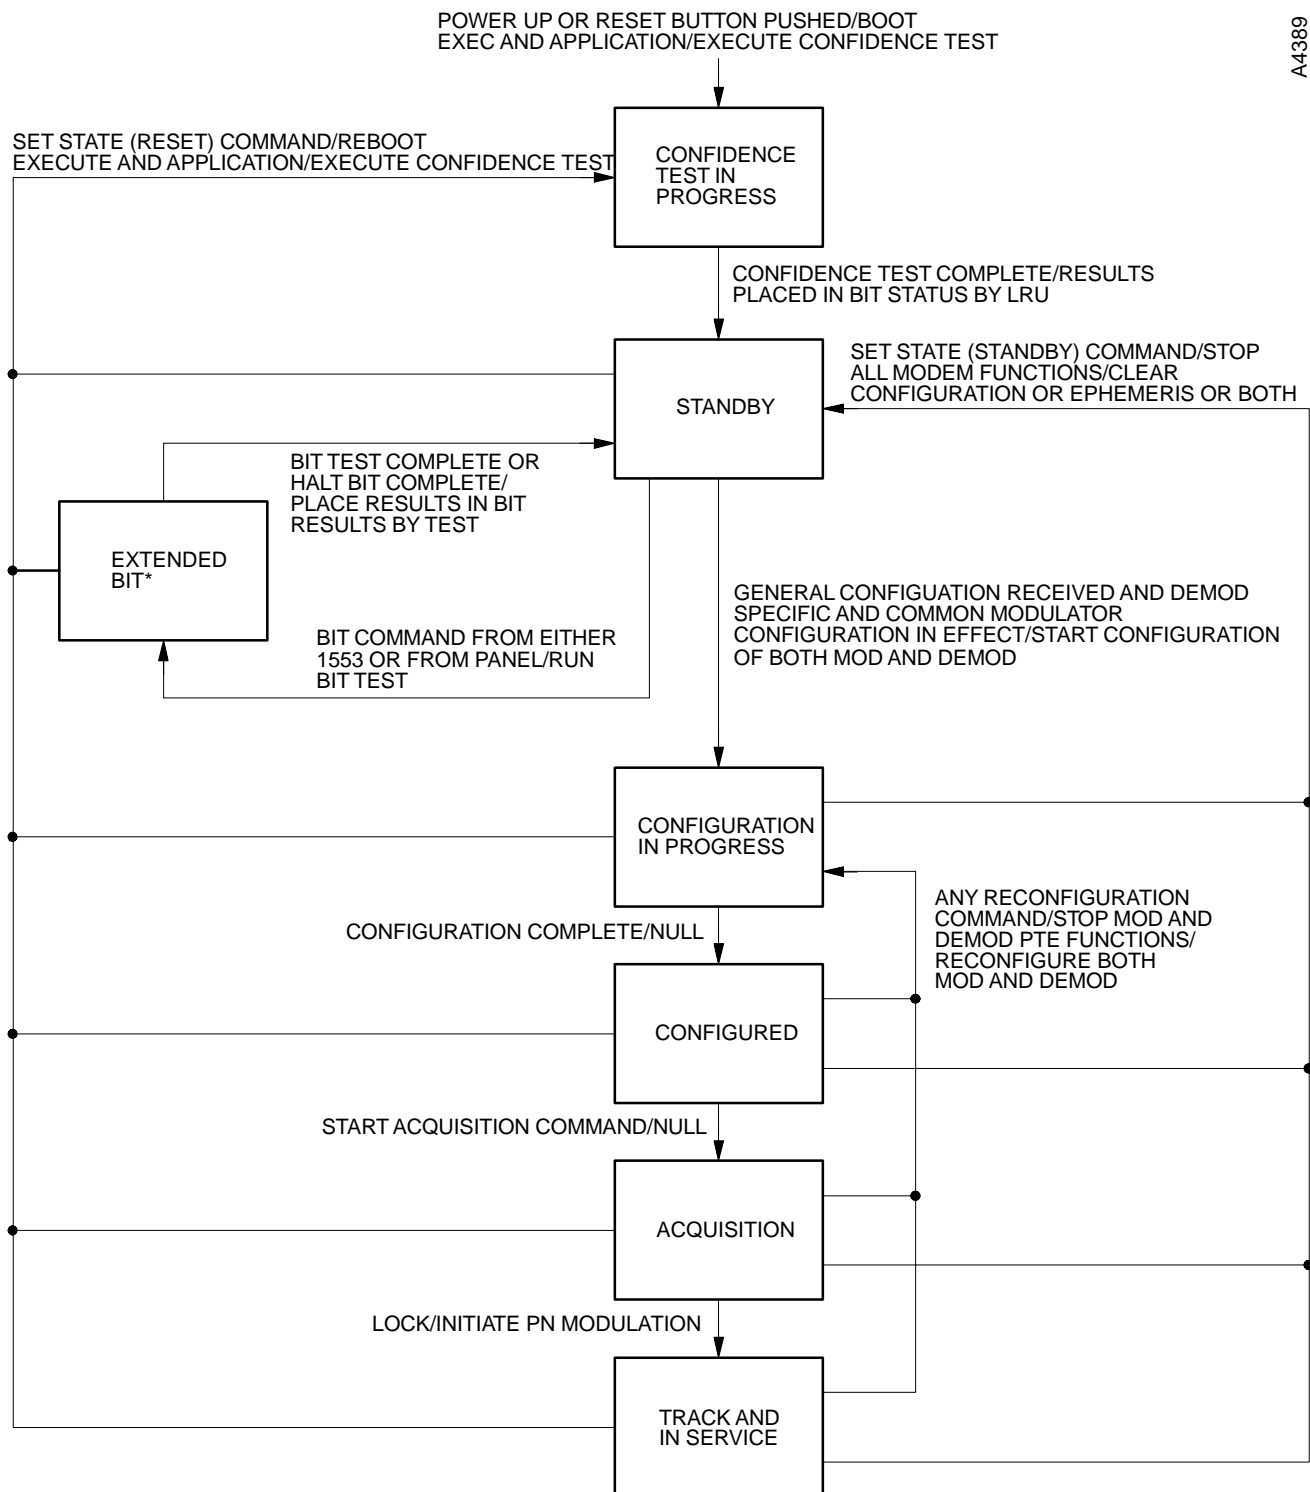 POWER UP OR RESET BUTTON PUSHED/BOOT
EXEC AND APPLICATION/EXECUTE CONFIDENCE TEST
A4389
SET STATE (RESET) COMMAND/REBOOT
EXECUTE AND APPLICATION/EXECUTE CONFIDENCE TEST
CONFIDENCE
TEST IN
PROGRESS
CONFIDENCE TEST COMPLETE/RESULTS
PLACED IN BIT STATUS BY LRU
SET STATE (STANDBY) COMMAND/STOP
ALL MODEM FUNCTIONS/CLEAR
CONFIGURATION OR EPHEMERIS OR BOTH
STANDBY
BIT TEST COMPLETE OR
HALT BIT COMPLETE/
PLACE RESULTS IN BIT
RESULTS BY TEST
EXTENDED
BIT*
BIT COMMAND FROM EITHER
1553 OR FROM PANEL/RUN
BIT TEST
GENERAL CONFIGUATION RECEIVED AND DEMOD
SPECIFIC AND COMMON MODULATOR
CONFIGURATION IN EFFECT/START CONFIGURATION
OF BOTH MOD AND DEMOD
CONFIGURATION
IN PROGRESS
ANY RECONFIGURATION
COMMAND/STOP MOD AND
DEMOD PTE FUNCTIONS/
RECONFIGURE BOTH
MOD AND DEMOD
CONFIGURATION COMPLETE/NULL
CONFIGURED
START ACQUISITION COMMAND/NULL
ACQUISITION
LOCK/INITIATE PN MODULATION
TRACK AND
IN SERVICE